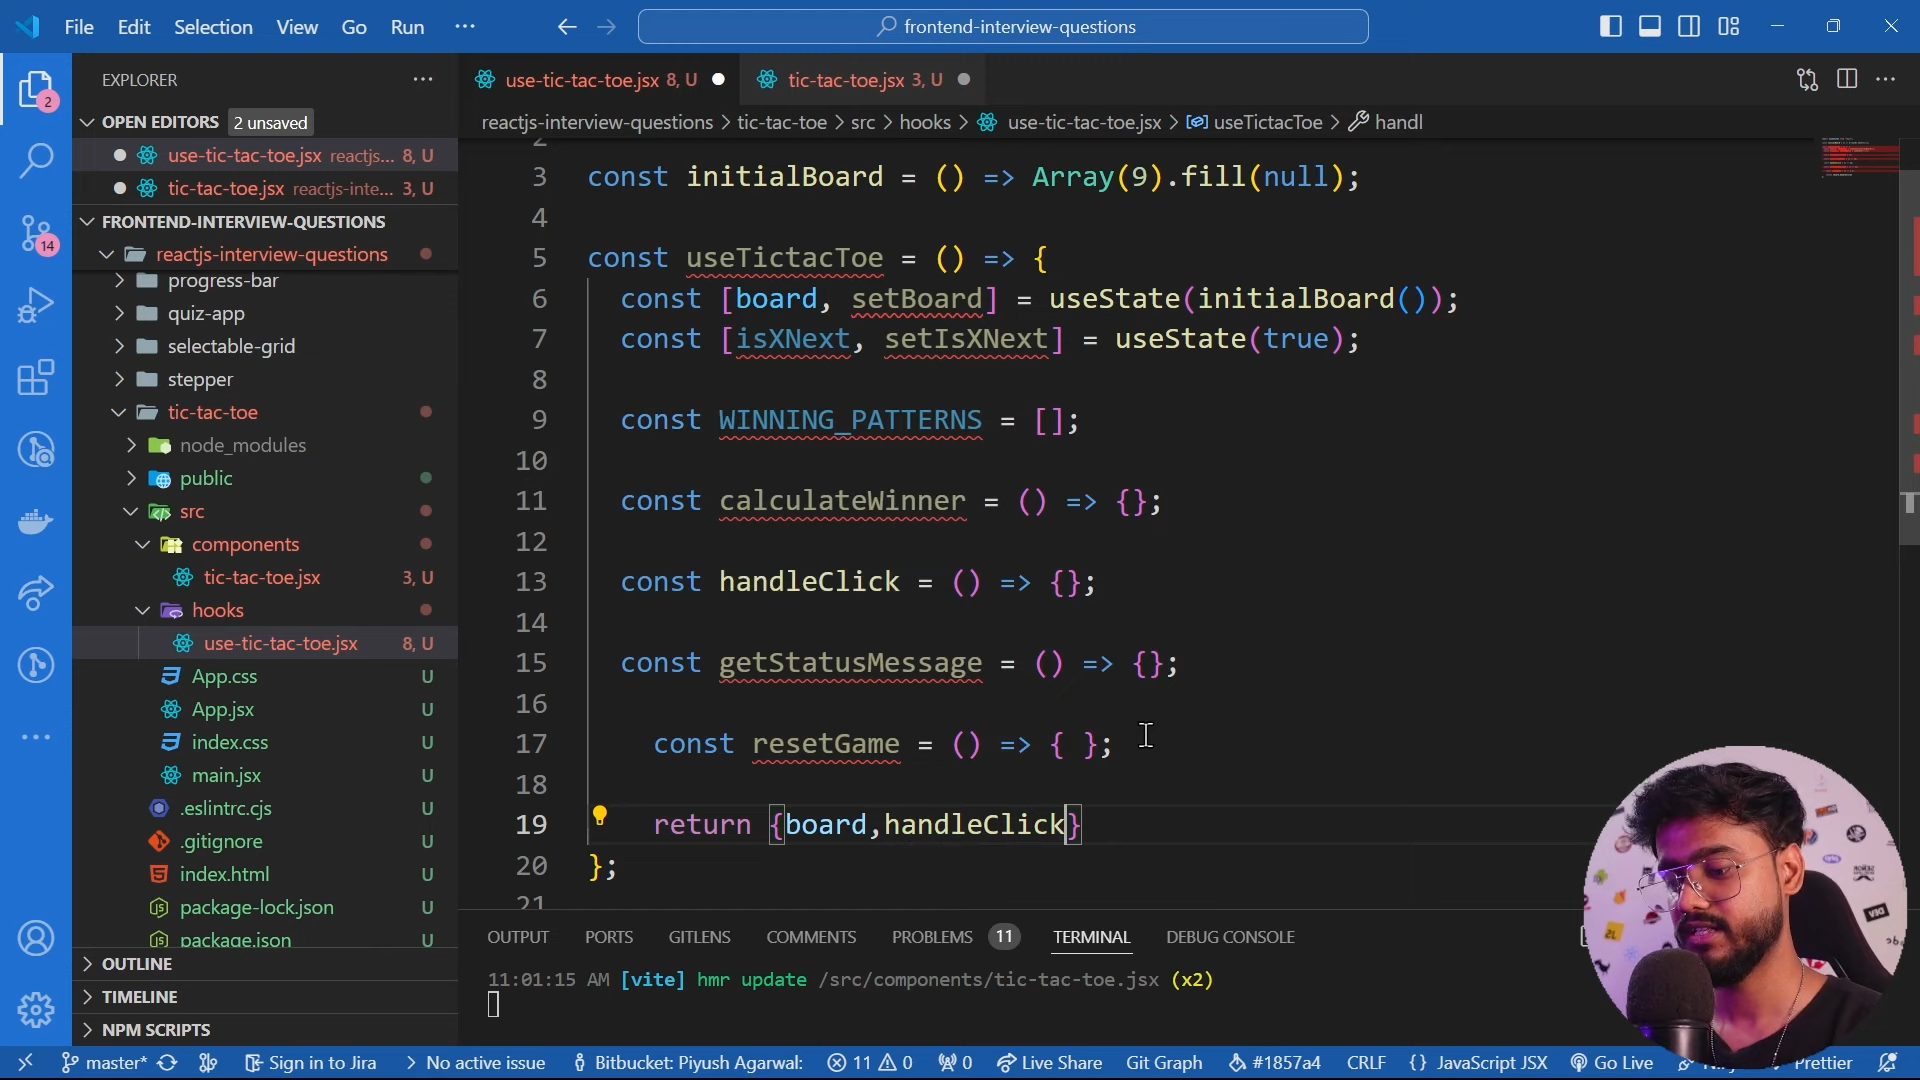 File Edit Selection View Go Run ···
frontend-interview-questions
EXPLORER
OPEN EDITORS 2 unsaved
use-tic-tac-toe.jsx reactjs... 8, U
tic-tac-toe.jsx reactjs-inte... 3, U
FRONTEND-INTERVIEW-QUESTIONS
reactjs-interview-questions
progress-bar
quiz-app
selectable-grid
stepper
tic-tac-toe
node_modules
public
src
components
tic-tac-toe.jsx 3, U
hooks
use-tic-tac-toe.jsx 8, U
App.css U
App.jsx U
index.css U
main.jsx U
.eslintrc.cjs U
.gitignore U
index.html U
package-lock.json U
package.json U
OUTLINE
TIMELINE
NPM SCRIPTS
2
14
use-tic-tac-toe.jsx 8, U
tic-tac-toe.jsx 3, U
reactjs-interview-questions > tic-tac-toe > src > hooks > use-tic-tac-toe.jsx > useTictacToe > handl
2
3 const initialBoard = () => Array(9).fill(null);
4
5 const useTictacToe = () => {
6 const [board, setBoard] = useState(initialBoard());
7 const [isXNext, setIsXNext] = useState(true);
8
9 const WINNING_PATTERNS = [];
10
11 const calculateWinner = () => {};
12
13 const handleClick = () => {};
14
15 const getStatusMessage = () => {};
16
17 const resetGame = () => { };
18
19 return {board,handleClick}
20 };
21
OUTPUT PORTS GITLENS COMMENTS PROBLEMS 11 TERMINAL DEBUG CONSOLE
11:01:15 AM [vite] hmr update /src/components/tic-tac-toe.jsx (x2)
master* Sign in to Jira No active issue Bitbucket: Piyush Agarwal: 11 0 0 Live Share Git Graph #1857a4 CRLF {} JavaScript JSX Go Live Prettier